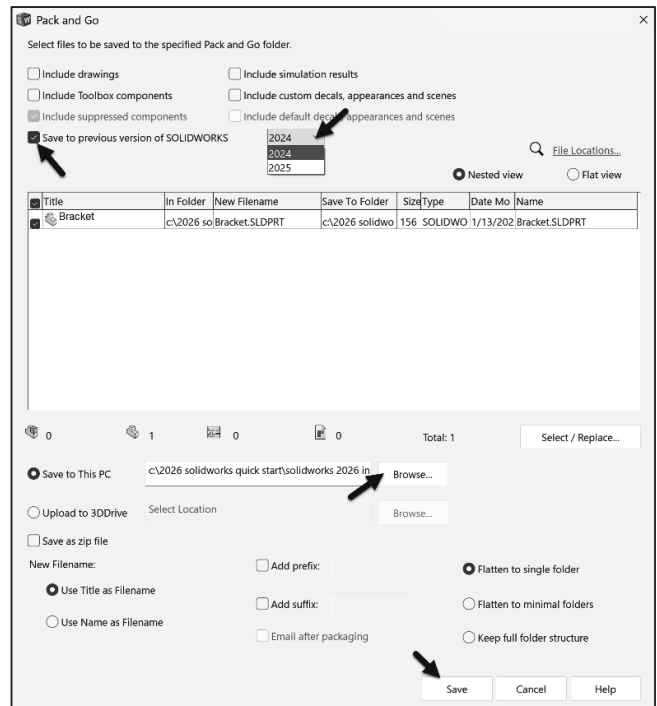 Pack and Go
Select files to be saved to the specified Pack and Go folder.
Include drawings
Include simulation results
Include Toolbox components
Include custom decals, appearances and scenes
Include suppressed components
Include default decals, appearances and scenes
Save to previous version of SOLIDWORKS
2024
2024
2025
File Locations...
Nested view
Flat view
Title In Folder New Filename Save To Folder Size Type Date Mo Name
Bracket c:\2026 so Bracket.SLDPRT c:\2026 solidwo 156 SOLIDWO 1/13/202 Bracket.SLDPRT
0 1 0 0 Total: 1 Select / Replace...
Save to This PC c:\2026 solidworks quick start\solidworks 2026 in Browse...
Upload to 3DDrive Select Location Browse...
Save as zip file
New Filename:
Add prefix:
Flatten to single folder
Use Title as Filename
Add suffix:
Flatten to minimal folders
Use Name as Filename
Email after packaging
Keep full folder structure
Save Cancel Help